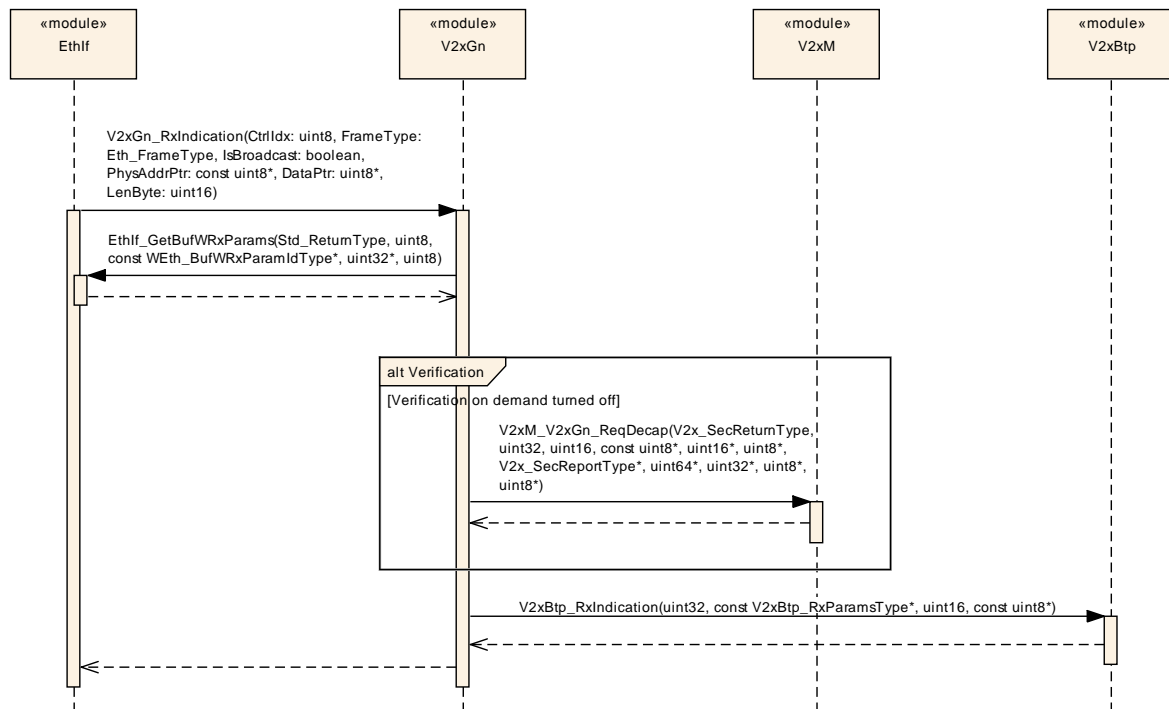 «module»
EthIf
«module»
V2xGn
«module»
V2xM
«module»
V2xBtp
V2xGn_RxIndication(CtrlIdx: uint8, FrameType:
Eth_FrameType, IsBroadcast: boolean,
PhysAddrPtr: const uint8*, DataPtr: uint8*,
LenByte: uint16)
EthIf_GetBufWRxParams(Std_ReturnType, uint8,
const WEth_BufWRxParamIdType*, uint32*, uint8)
alt Verification
[Verification on demand turned off]
V2xM_V2xGn_ReqDecap(V2x_SecReturnType,
uint32, uint16, const uint8*, uint16*, uint8*,
V2x_SecReportType*, uint64*, uint32*, uint8*,
uint8*)
V2xBtp_RxIndication(uint32, const V2xBtp_RxParamsType*, uint16, const uint8*)